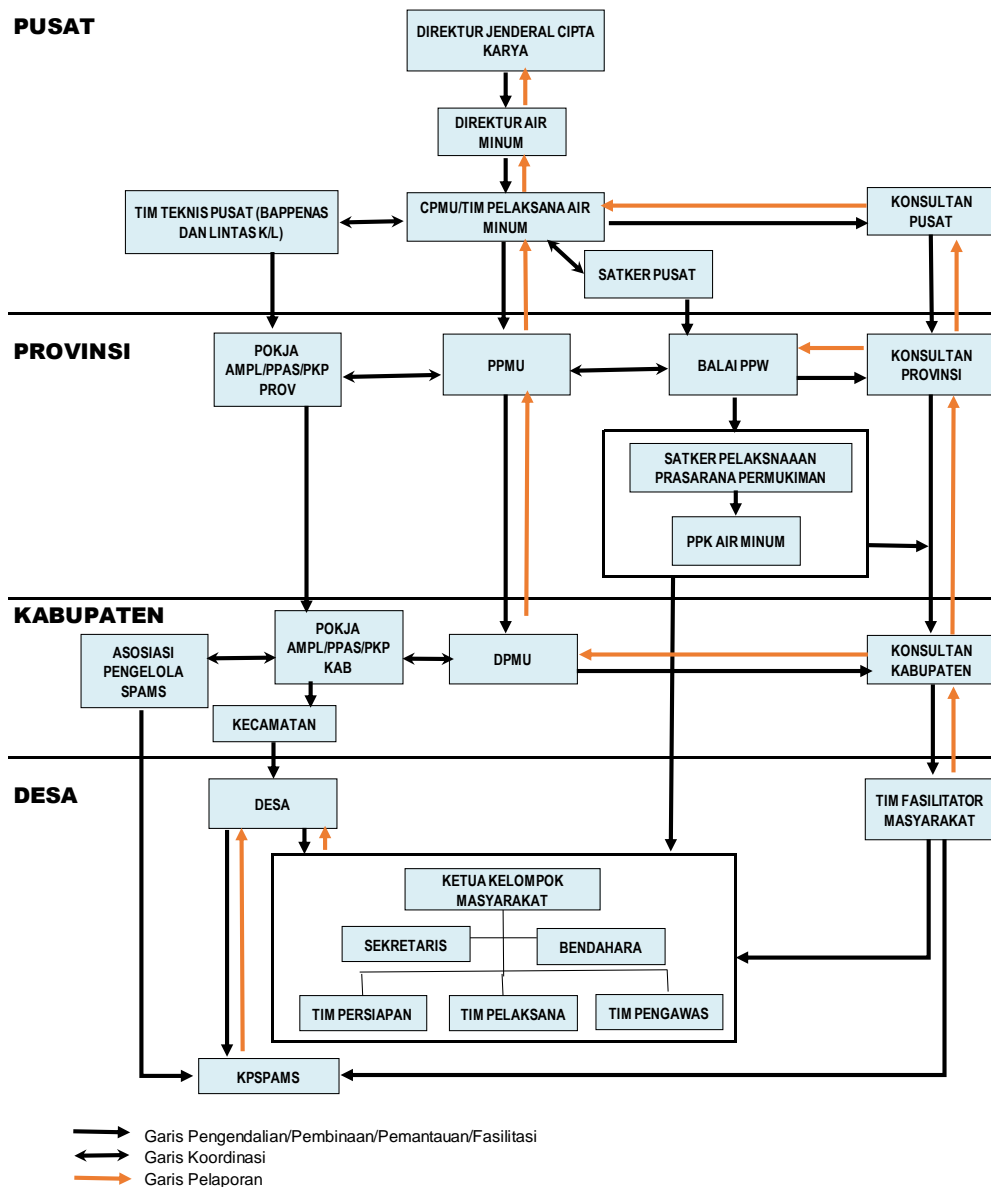 PUSAT
DIREKTUR JENDERAL CIPTA
KARYA
DIREKTUR AIR
MINUM
TIM TEKNIS PUSAT (BAPPENAS
DAN LINTAS K/L)
CPMU/TIM PELAKSANA AIR
MINUM
KONSULTAN
PUSAT
SATKER PUSAT
PROVINSI
POKJA
AMPL/PPAS/PKP
PROV
PPMU
BALAI PPW
KONSULTAN
PROVINSI
SATKER PELAKSNAAAN
PRASARANA PERMUKIMAN
PPK AIR MINUM
KABUPATEN
ASOSIASI
PENGELOLA
SPAMS
POKJA
AMPL/PPAS/PKP
KAB
DPMU
KONSULTAN
KABUPATEN
KECAMATAN
DESA
DESA
TIM FASILITATOR
MASYARAKAT
KETUA KELOMPOK
MASYARAKAT
SEKRETARIS
BENDAHARA
TIM PERSIAPAN
TIM PELAKSANA
TIM PENGAWAS
KPSPAMS
Garis Pengendalian/Pembinaan/Pemantauan/Fasilitasi
Garis Koordinasi
Garis Pelaporan